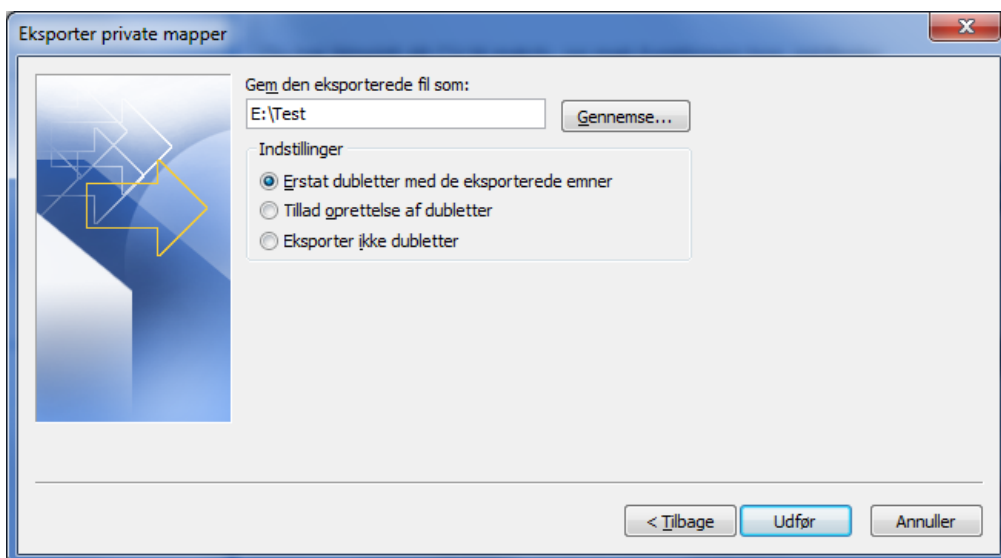 Eksporter private mapper
Gem den eksporterede fil som:
E:\Test
Gennemse...
Indstillinger
Erstat dubletter med de eksporterede emner
Tillad oprettelse af dubletter
Eksporter ikke dubletter
< Tilbage
Udfør
Annuller